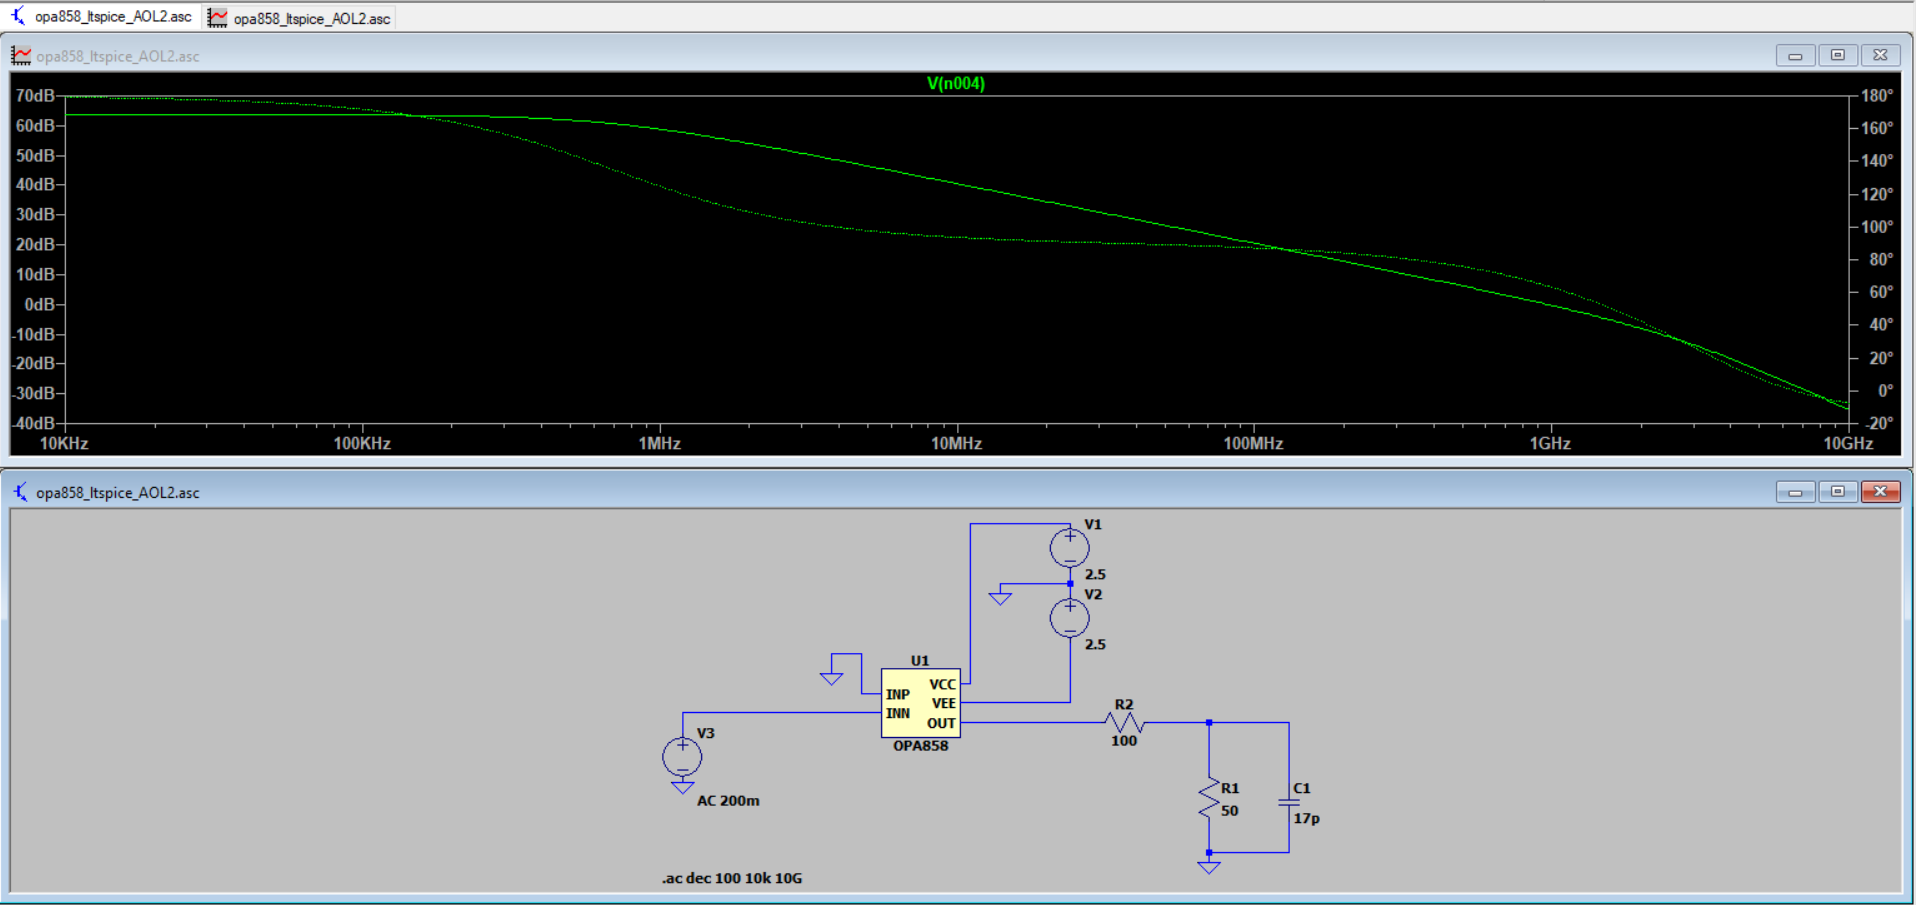 opa858_ltspice_AOL2.asc opa858_ltspice_AOL2.asc
opa858_ltspice_AOL2.asc
V(n004)
70dB 180°
60dB 160°
50dB 140°
40dB 120°
30dB 100°
20dB 80°
10dB 60°
0dB 40°
-10dB 20°
-20dB 0°
-30dB -20°
-40dB
10KHz 100KHz 1MHz 10MHz 100MHz 1GHz 10GHz
opa858_ltspice_AOL2.asc
V1
2.5
V2
2.5
U1
VCC
INP
VEE
INN
OUT
OPA858
R2
100
V3
AC 200m
R1
50
C1
17p
.ac dec 100 10k 10G